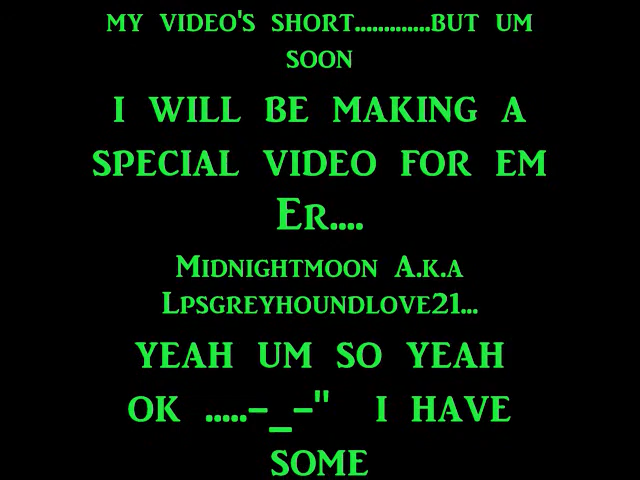 MY VIDEO'S SHORT.............BUT UM
SOON
I WILL BE MAKING A
SPECIAL VIDEO FOR EM
ER....
MIDNIGHTMOON A.K.A
LPSGREYHOUNDLOVE21...
YEAH UM SO YEAH
OK .....-_-" I HAVE
SOME